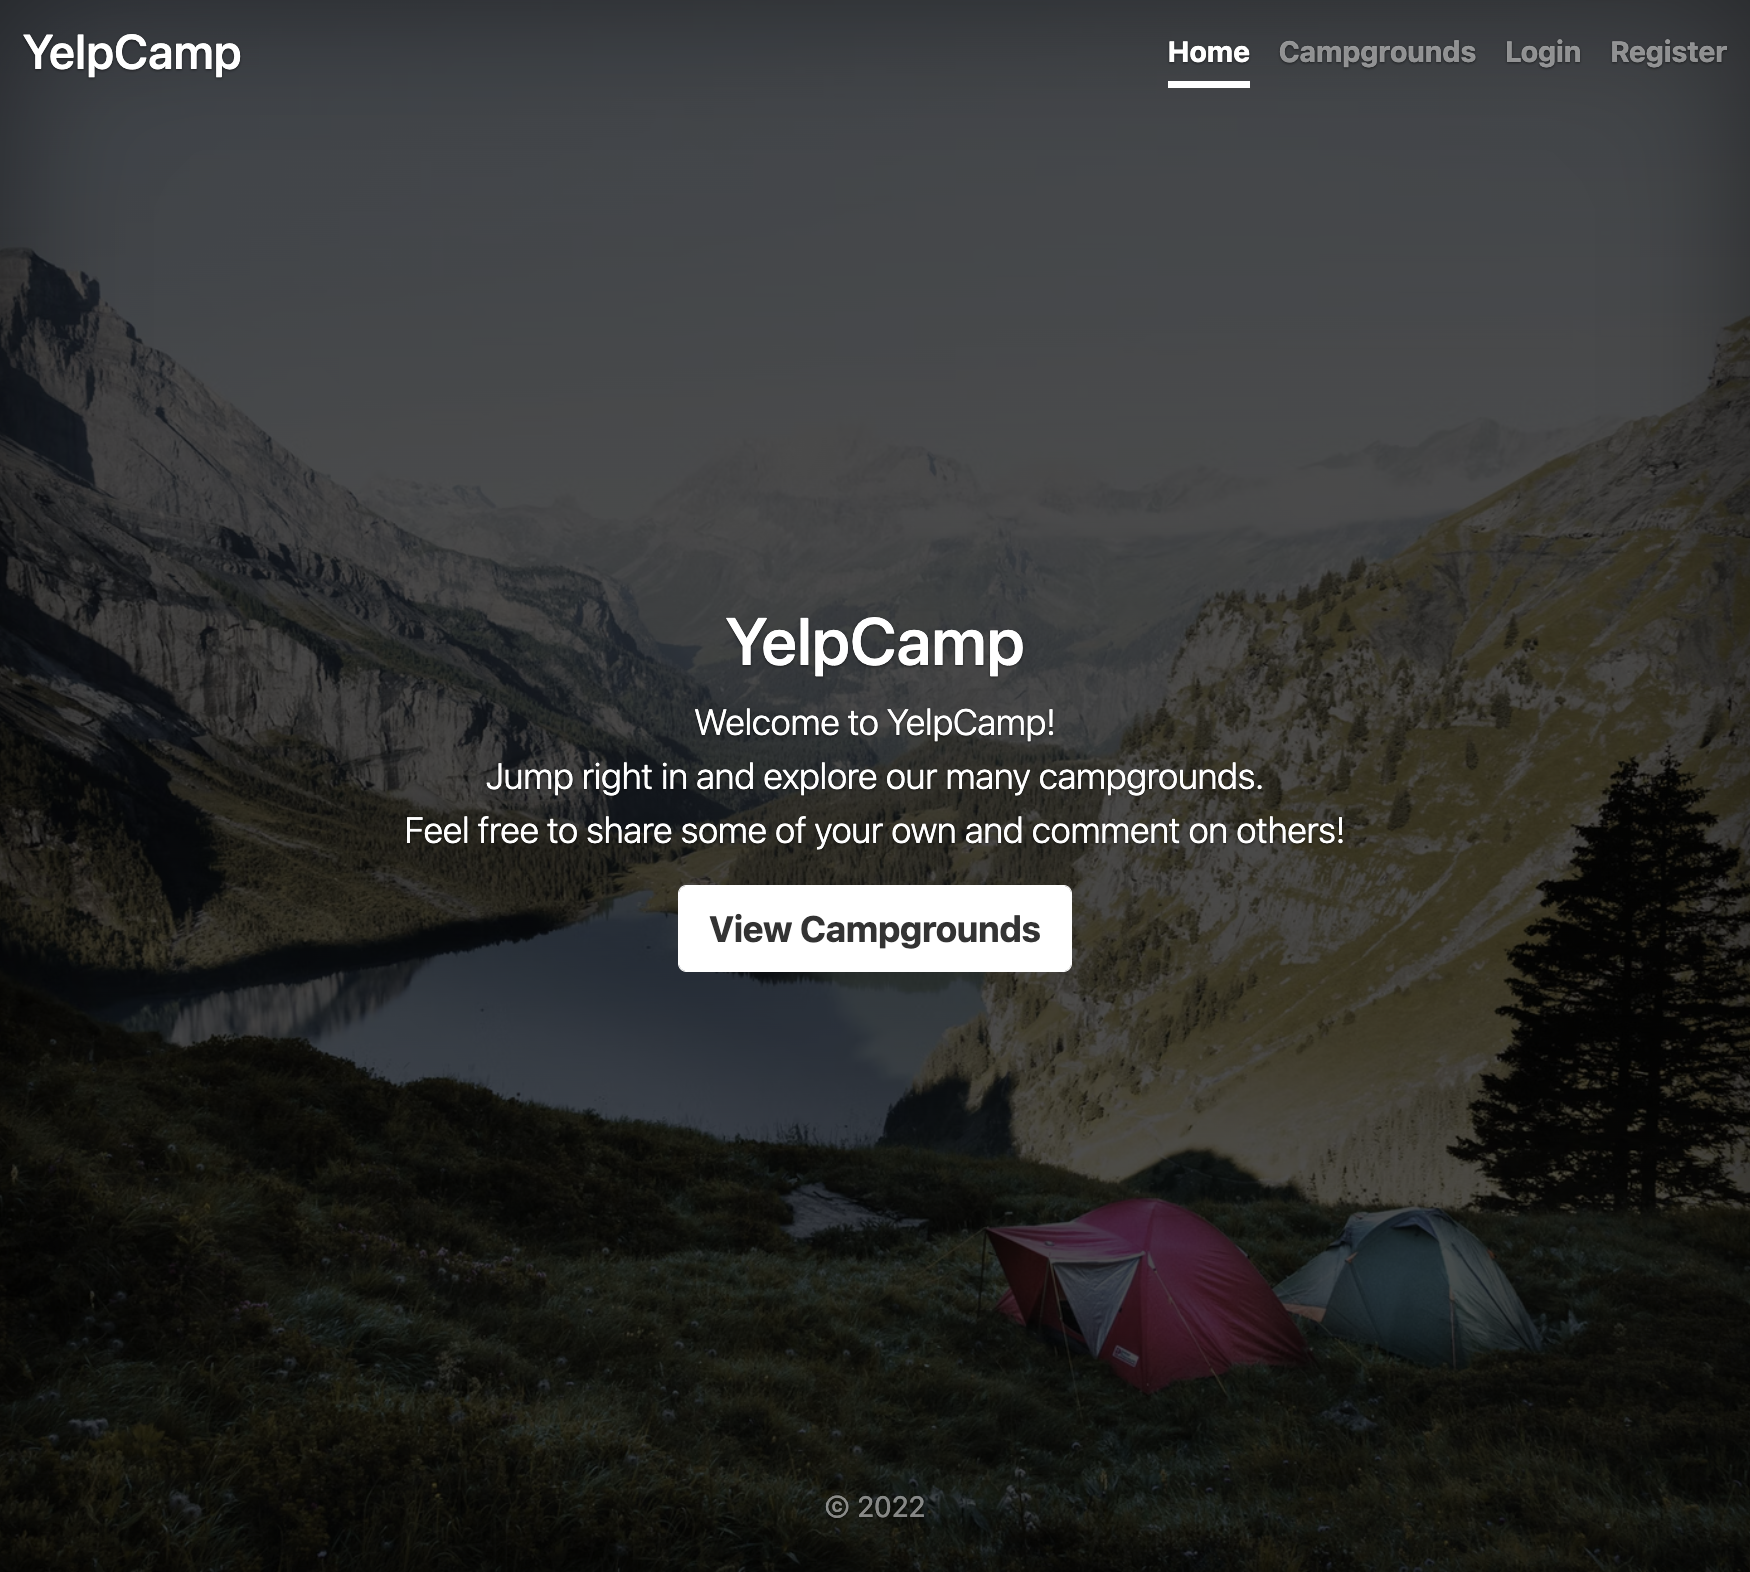 YelpCamp
Home Campgrounds Login Register
YelpCamp
Welcome to YelpCamp!
Jump right in and explore our many campgrounds.
Feel free to share some of your own and comment on others!
View Campgrounds
© 2022